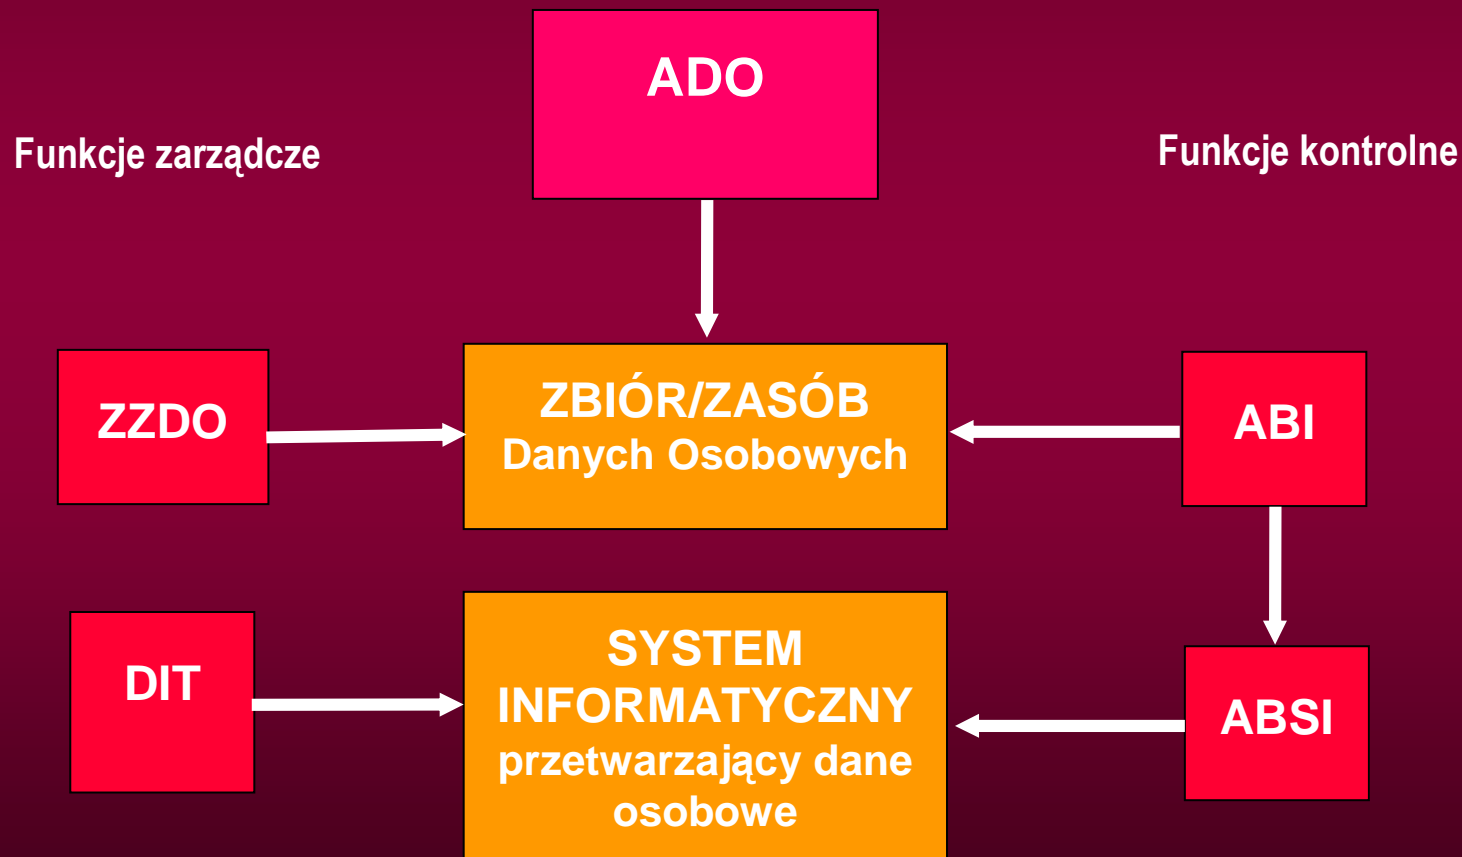 ADO
Funkcje zarządcze
Funkcje kontrolne
ZZDO
ZBIÓR/ZASÓB
Danych Osobowych
ABI
DIT
SYSTEM
INFORMATYCZNY
przetwarzający dane
osobowe
ABSI